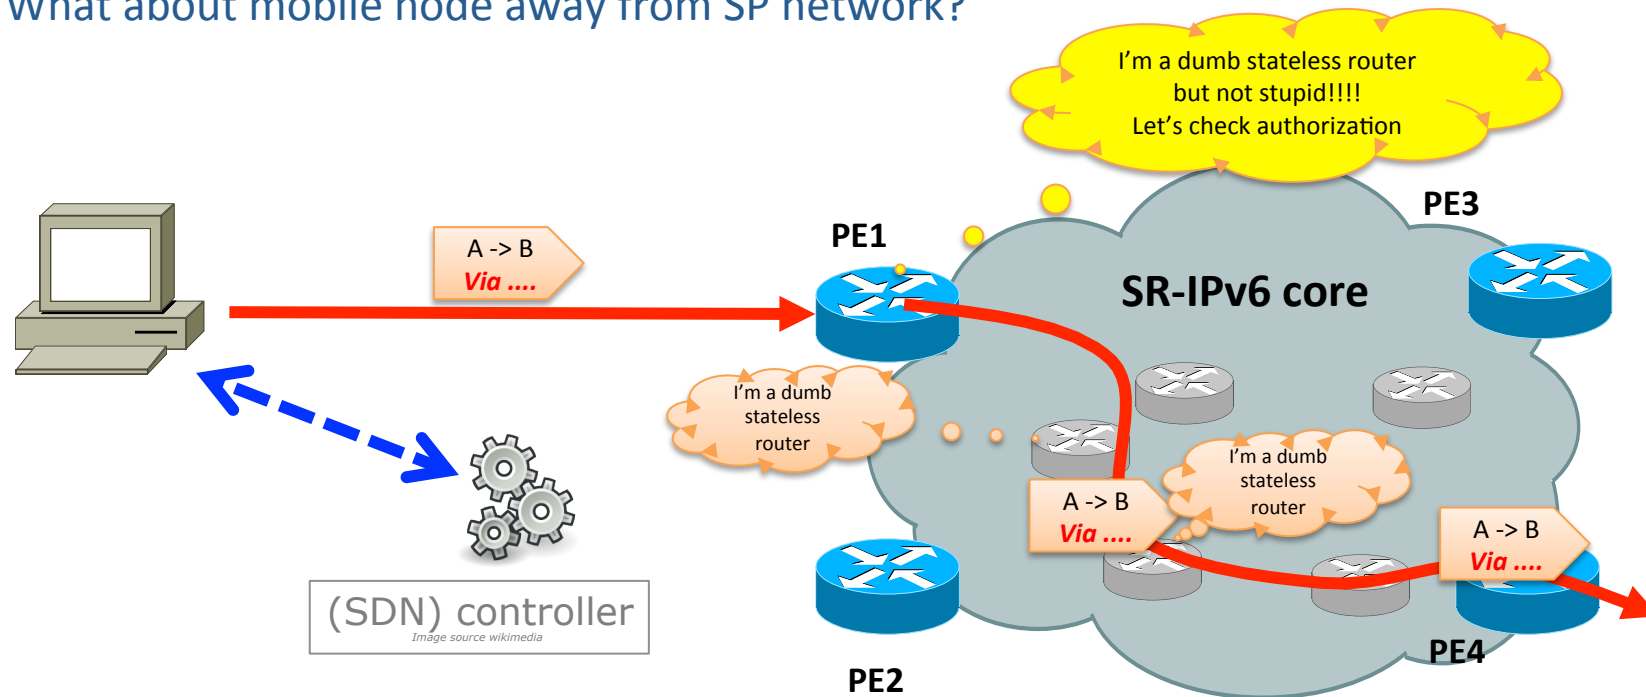 What about mobile node away from SP network?
I'm a dumb stateless router
but not stupid!!!!
Let's check authorization
PE3
PE1
A -> B
Via ....
SR-IPv6 core
I'm a dumb
stateless
router
I'm a dumb
stateless
router
A -> B
Via ....
A -> B
Via ....
(SDN) controller
Image source wikimedia
PE4
PE2